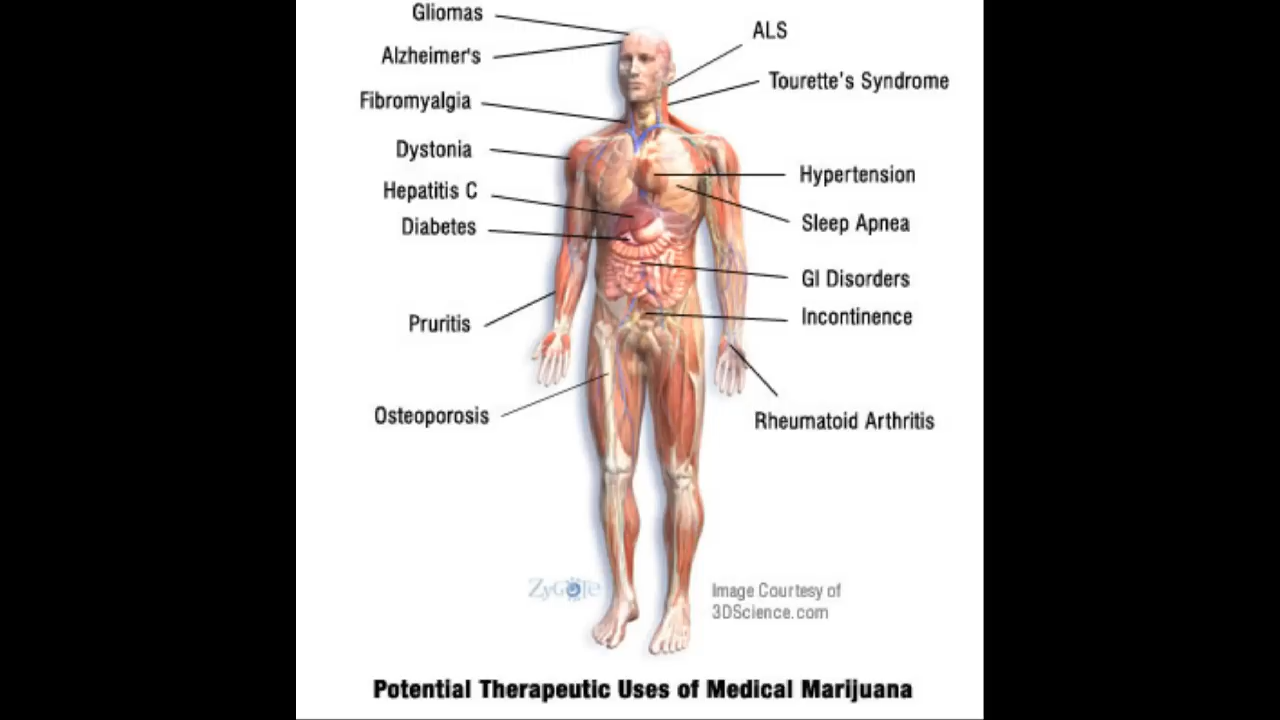 Gliomas
Alzheimer's
Fibromyalgia
Dystonia
Hepatitis C
Diabetes
Pruritis
Osteoporosis
ALS
Tourette's Syndrome
Hypertension
Sleep Apnea
GI Disorders
Incontinence
Rheumatoid Arthritis
ZyGoTe
Image Courtesy of
3DScience.com
Potential Therapeutic Uses of Medical Marijuana